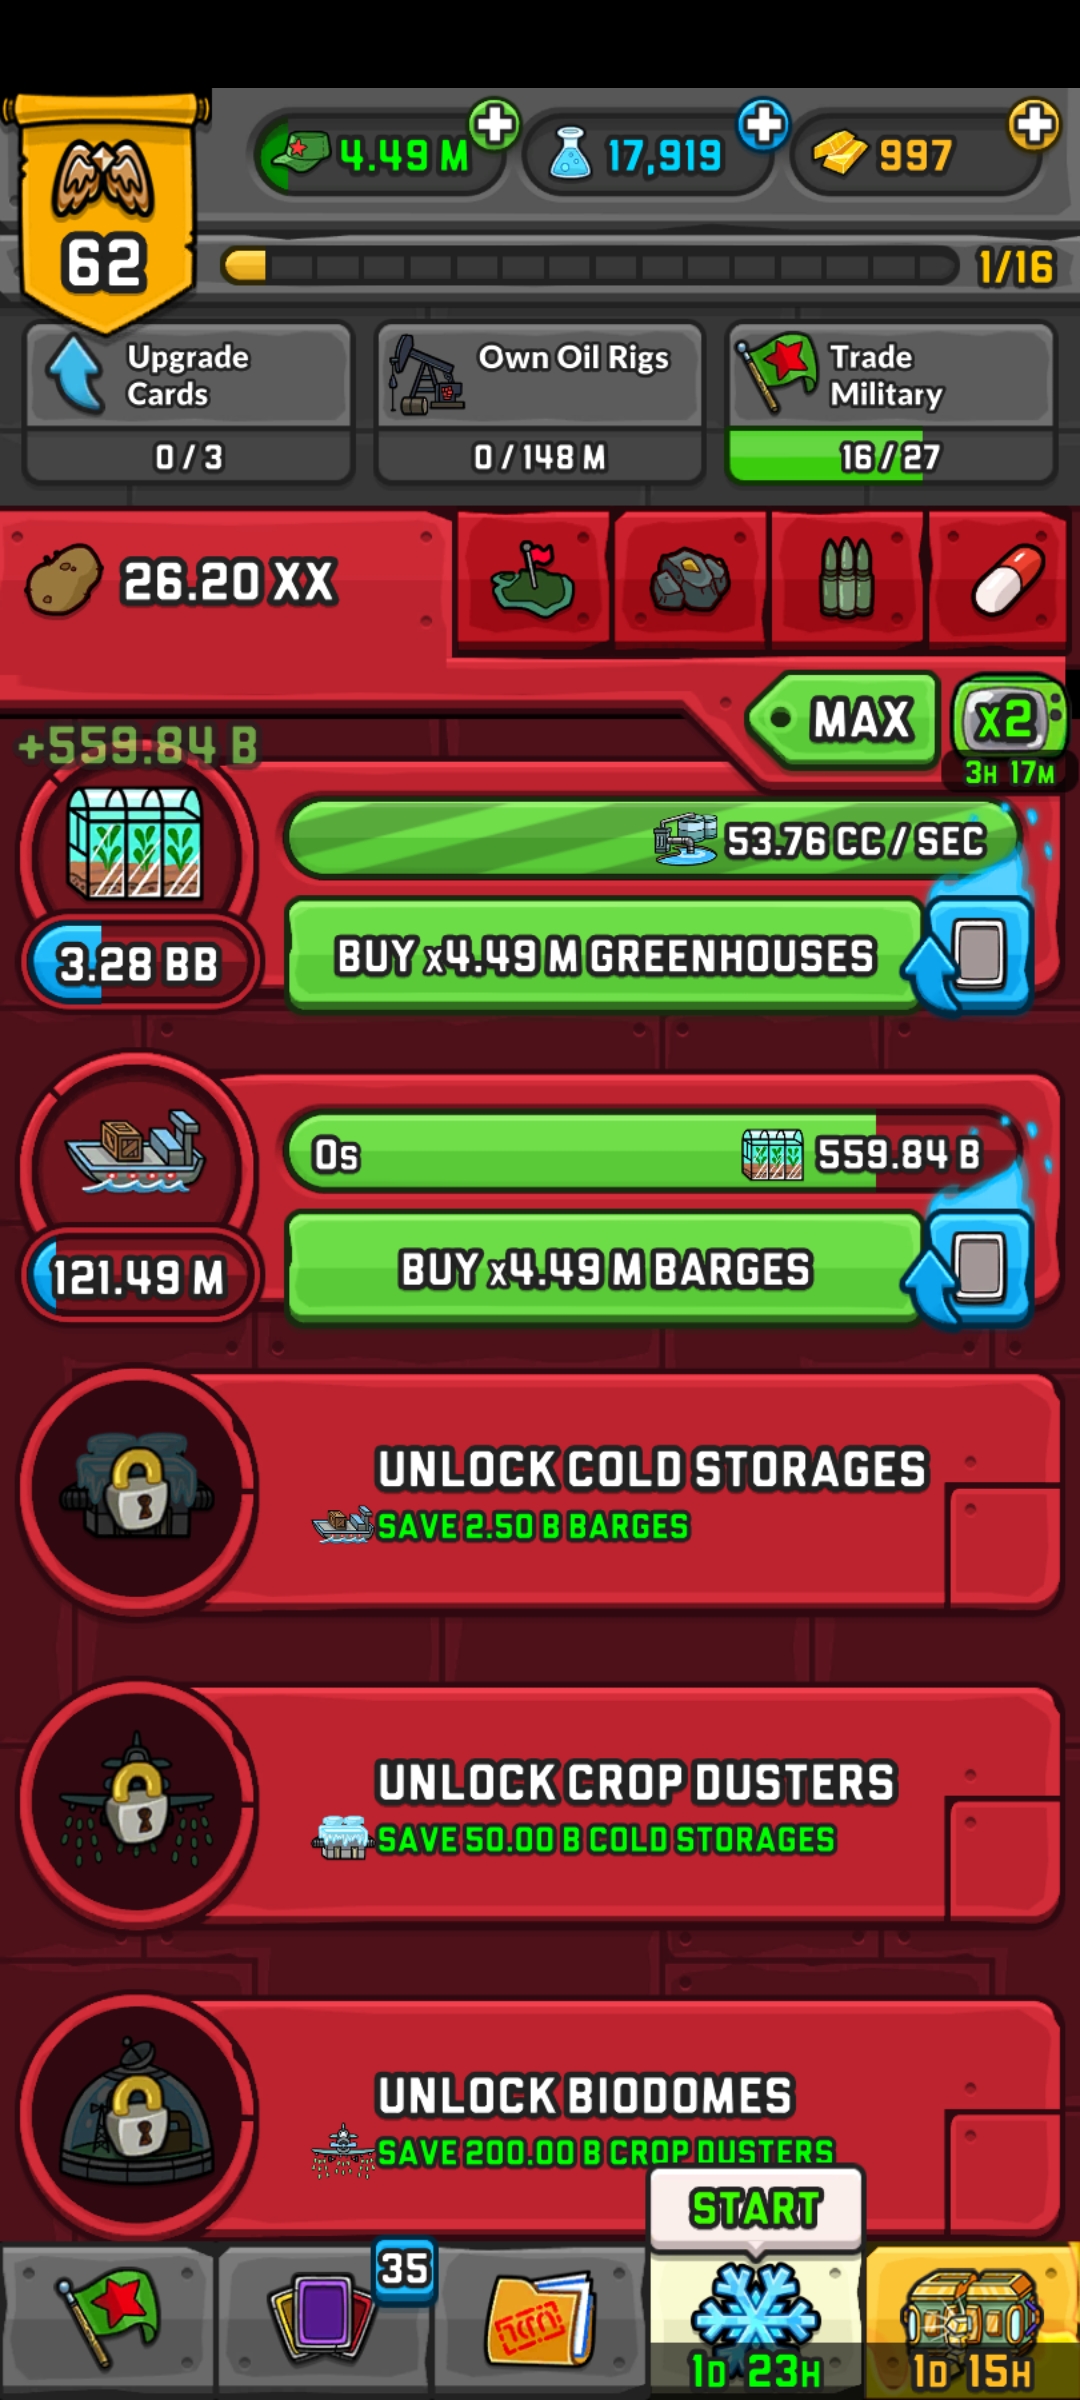 62
4.49 M
17,919
997
1/16
Upgrade
Cards
0 / 3
Own Oil Rigs
0 / 148 M
Trade
Military
16 / 27
26.20 XX
MAX
x2
3H 17M
+559.84 B
53.76 CC / SEC
3.28 BB
BUY x4.49 M GREENHOUSES
0s
559.84 B
121.49 M
BUY x4.49 M BARGES
UNLOCK COLD STORAGES
SAVE 2.50 B BARGES
UNLOCK CROP DUSTERS
SAVE 50.00 B COLD STORAGES
UNLOCK BIODOMES
SAVE 200.00 B CROP DUSTERS
START
35
1D 23H
1D 15H